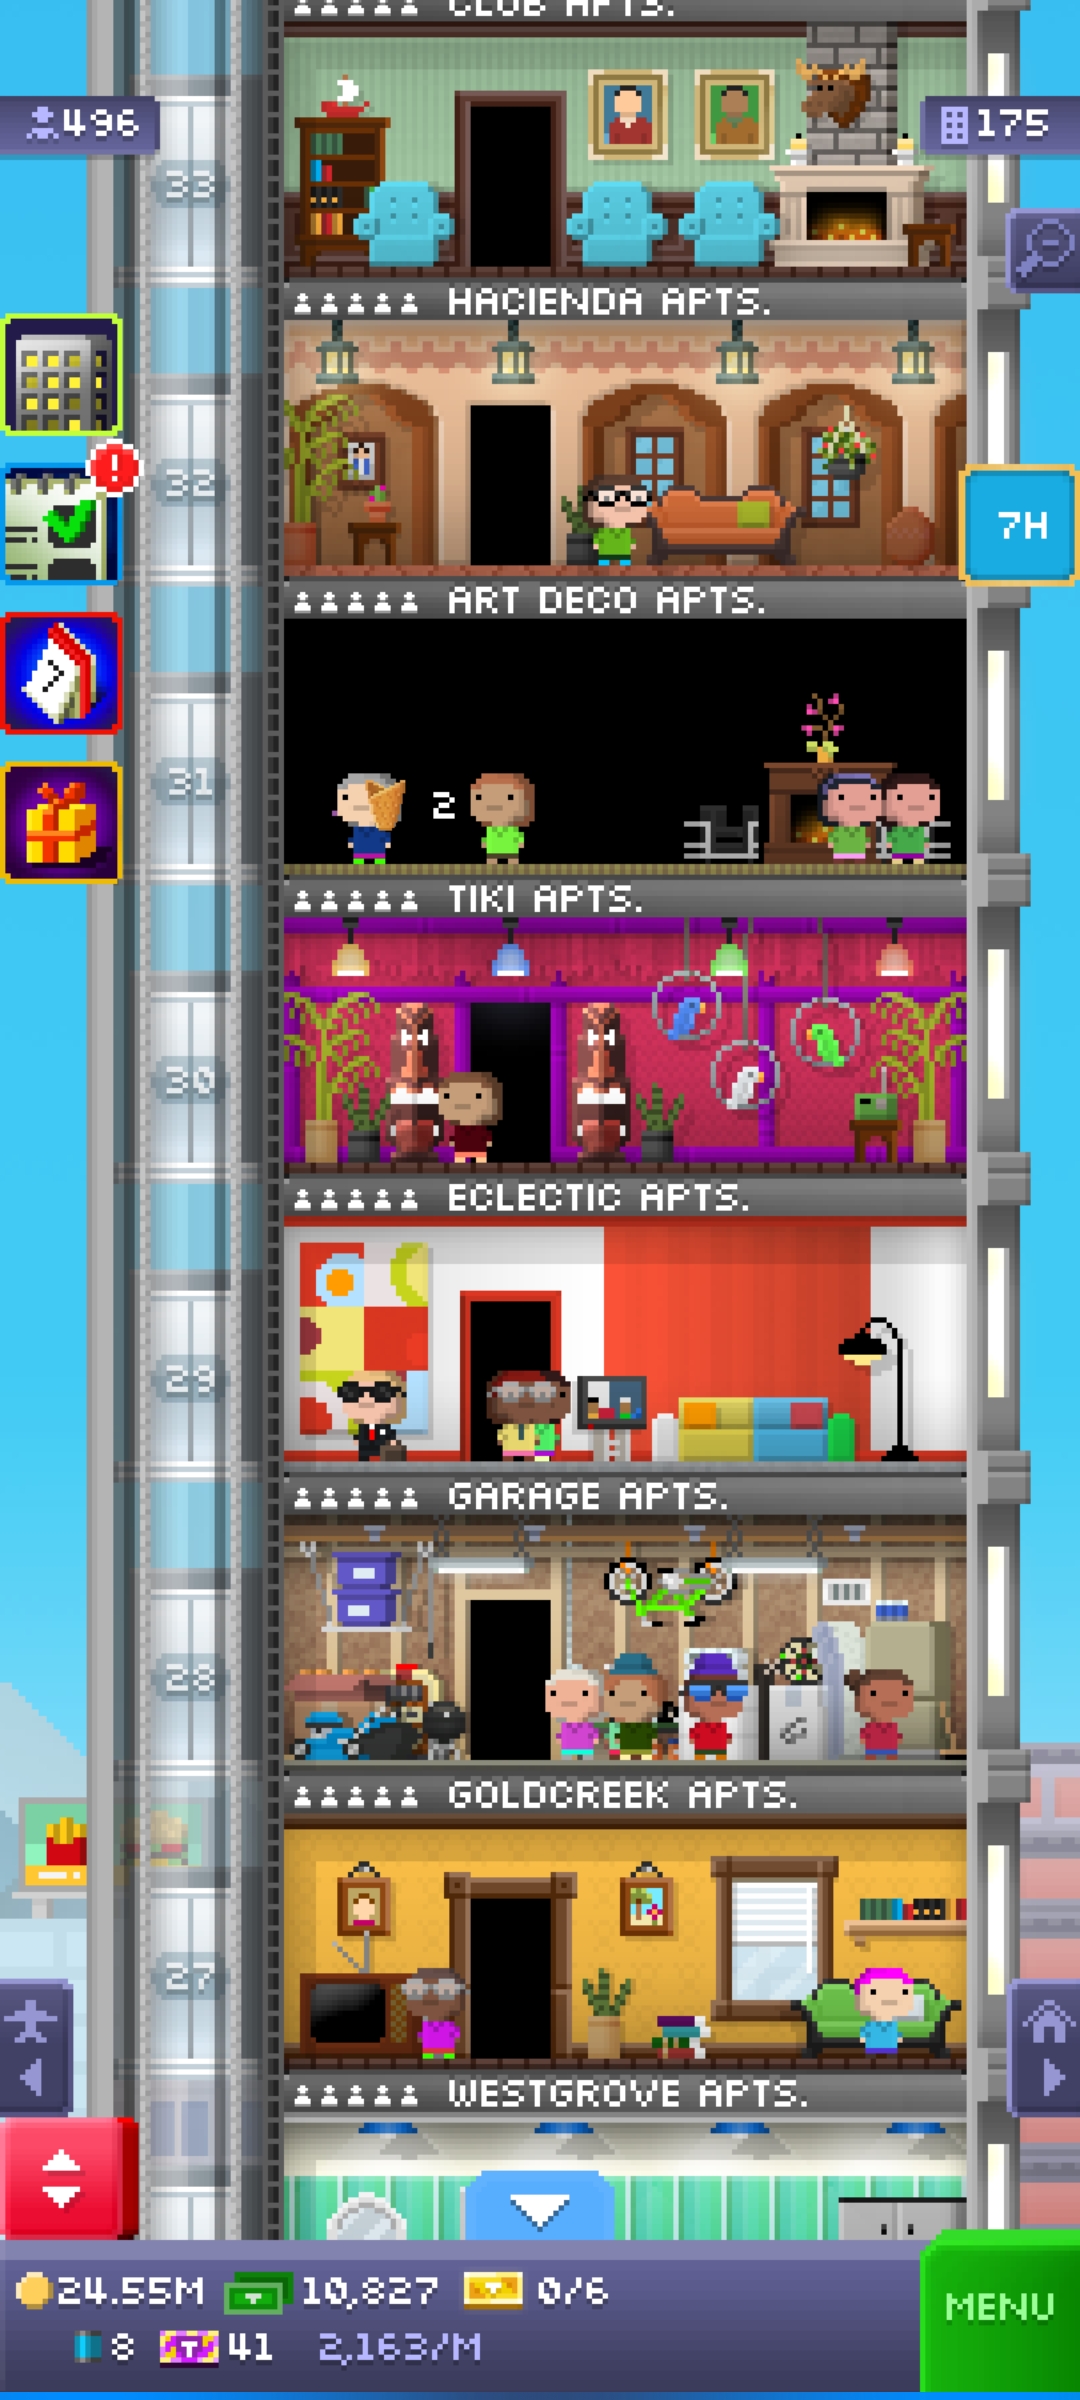 CLUB APTS.
496
175
33
HACIENDA APTS.
32
7H
ART DECO APTS.
31
2
TIKI APTS.
30
ECLECTIC APTS.
29
GARAGE APTS.
28
GOLDCREEK APTS.
27
WESTGROVE APTS.
24.55M 10,827 0/6
8 T 41 2,163/M
MENU